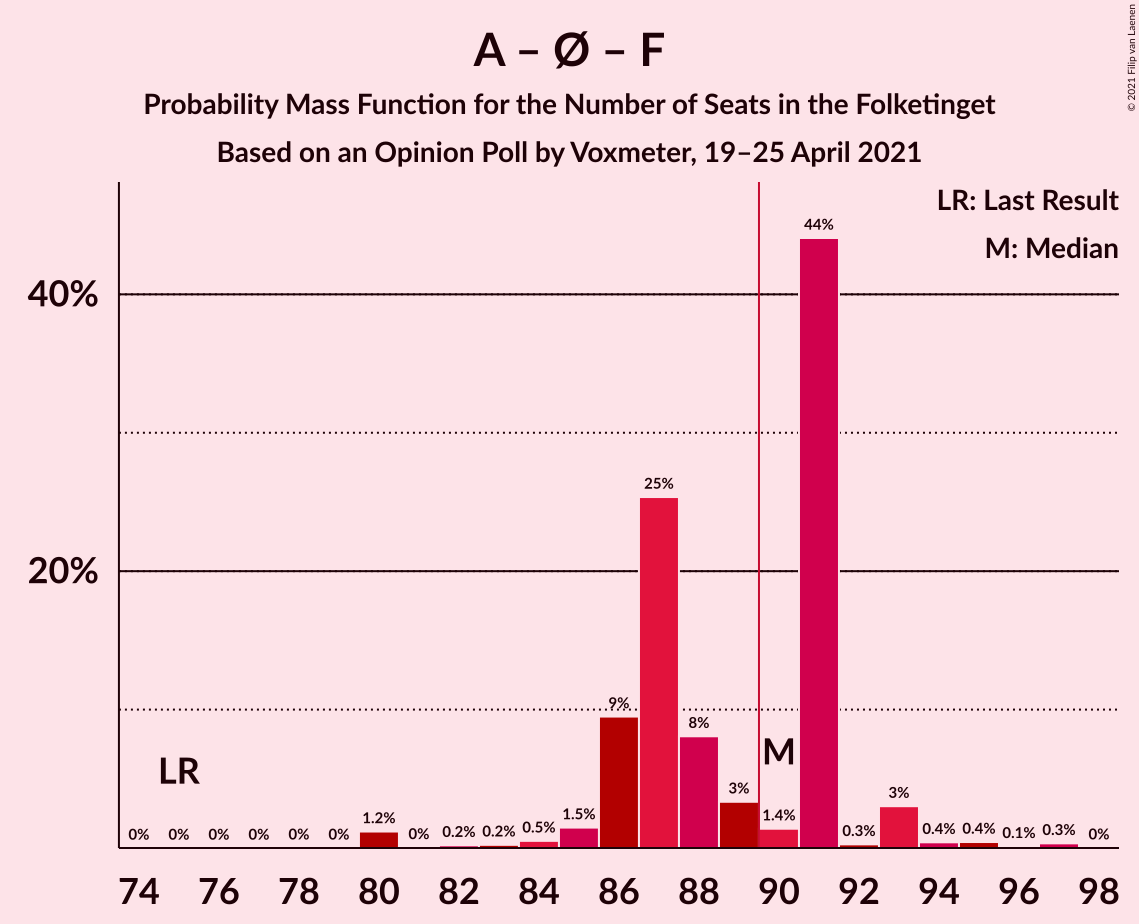 A – Ø – F
Probability Mass Function for the Number of Seats in the Folketinget
Based on an Opinion Poll by Voxmeter, 19–25 April 2021
© 2021 Filip van Laenen
LR: Last Result
M: Median
44%
40%
25%
20%
9%
8%
M
LR
3%
3%
1.2%
1.5%
1.4%
0% 0% 0% 0% 0% 0% 0% 0.2% 0.2% 0.5% 0.3% 0.4% 0.4% 0.1% 0.3% 0%
74 76 78 80 82 84 86 88 90 92 94 96 98